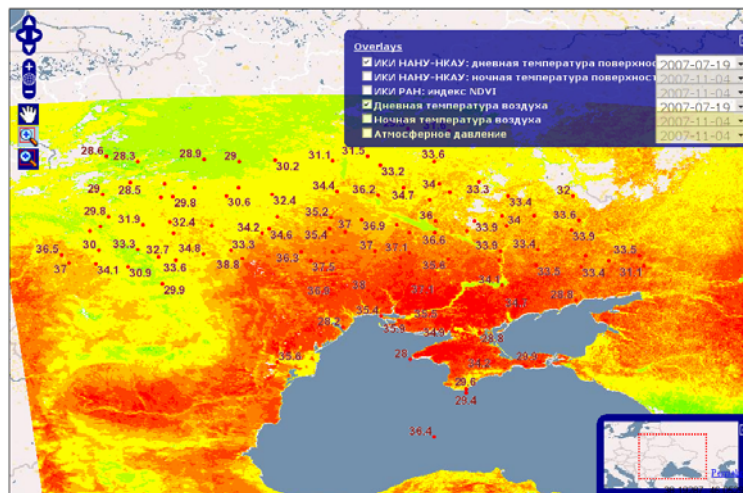 Overlays
ИКИ НАНУ-НКАУ: дневная температура поверхнос 2007-07-19
ИКИ НАНУ-НКАУ: ночная температура поверхност 2007-11-04
ИКИ РАН: индекс NDVI 2007-11-04
Дневная температура воздуха 2007-07-19
Ночная температура воздуха 2007-11-04
Атмосферное давление 2007-11-04
28.6 28.3 28.9 29 30.2 31.1 31.5 33.6
33.2
29 28.5 29.8 30.6 32.4 34.4 36.2 34.7 34 33.3 33.4 32
29.8 31.9 32.4 34.2 34.6 35.2 37 36.9 36 33.9 34 33.6
35.4 33.9
36.5 30 33.3 32.7 34.8 33.3 36.3 37 37.1 36.6 33.9 33.4 33.5
37 34.1 30.9 33.6 38.8 37.5 35.6 33.5 33.4 31.1
29.9 36.9 38 37.1 34.1
28.2 35.4 35.5 34.7 28.8
35.9 34.9 28.8
35.6 28 34.2 29.9
29.6
29.4
36.4